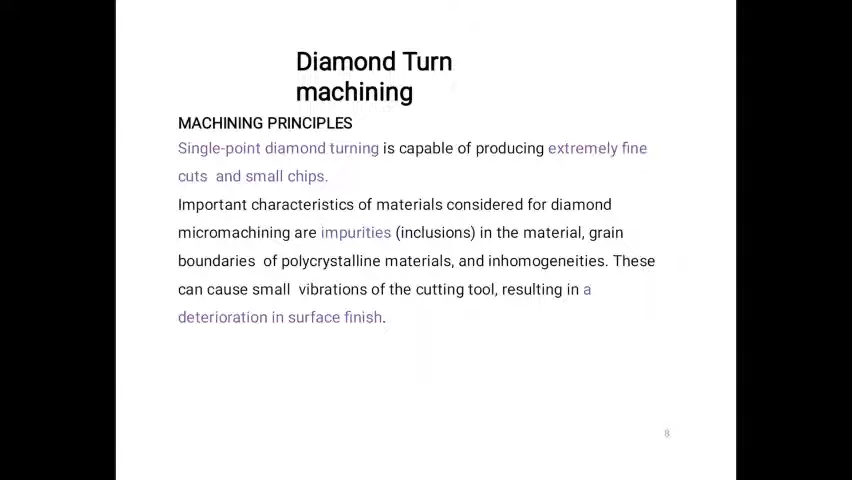 Diamond Turn
machining
MACHINING PRINCIPLES
Single-point diamond turning is capable of producing extremely fine
cuts and small chips.
Important characteristics of materials considered for diamond
micromachining are impurities (inclusions) in the material, grain
boundaries of polycrystalline materials, and inhomogeneities. These
can cause small vibrations of the cutting tool, resulting in a
deterioration in surface finish.
8